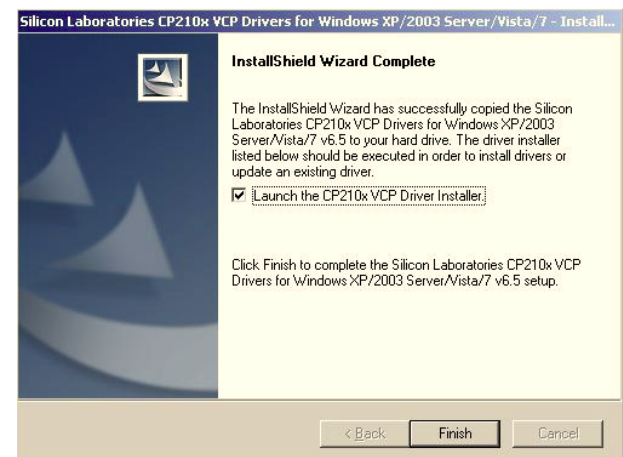 Silicon Laboratories CP210x VCP Drivers for Windows XP/2003 Server/Vista/7 - Install...
InstallShield Wizard Complete
The InstallShield Wizard has successfully copied the Silicon
Laboratories CP210x VCP Drivers for Windows XP/2003
Server/Vista/7 v6.5 to your hard drive. The driver installer
listed below should be executed in order to install drivers or
update an existing driver.
Launch the CP210x VCP Driver Installer.
Click Finish to complete the Silicon Laboratories CP210x VCP
Drivers for Windows XP/2003 Server/Vista/7 v6.5 setup.
< Back Finish Cancel